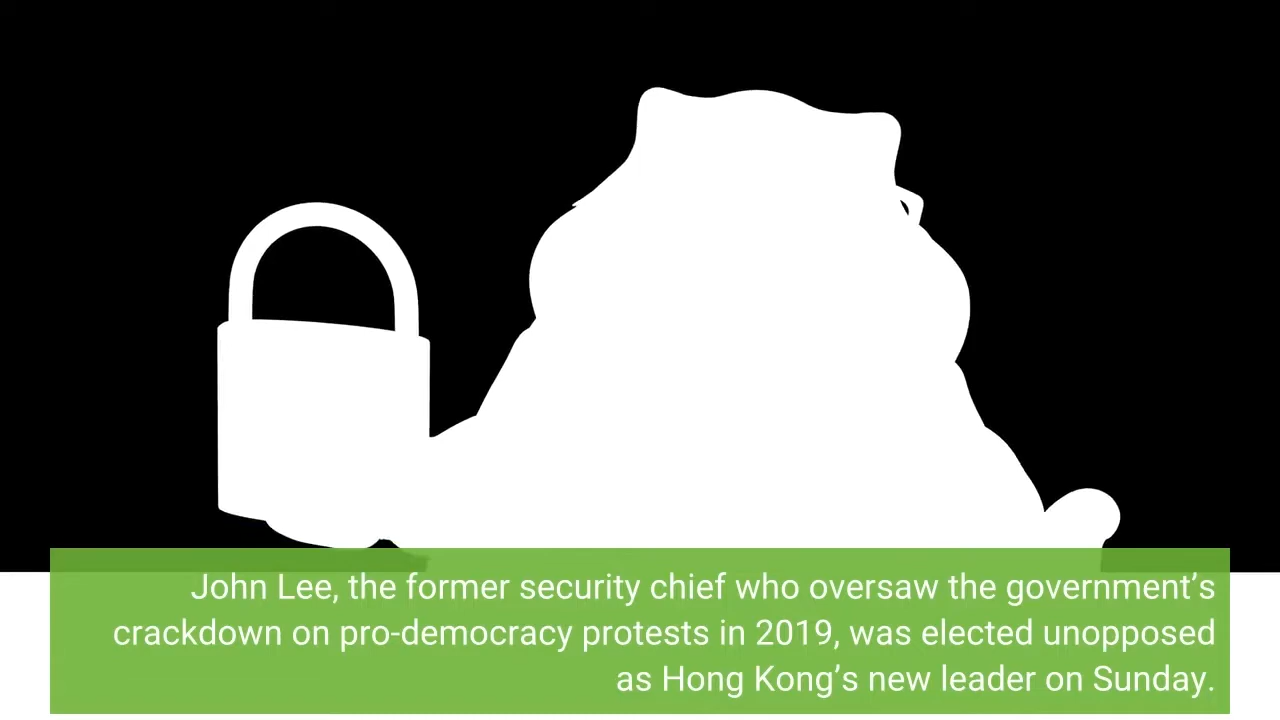 John Lee, the former security chief who oversaw the government’s
crackdown on pro-democracy protests in 2019, was elected unopposed
as Hong Kong’s new leader on Sunday.